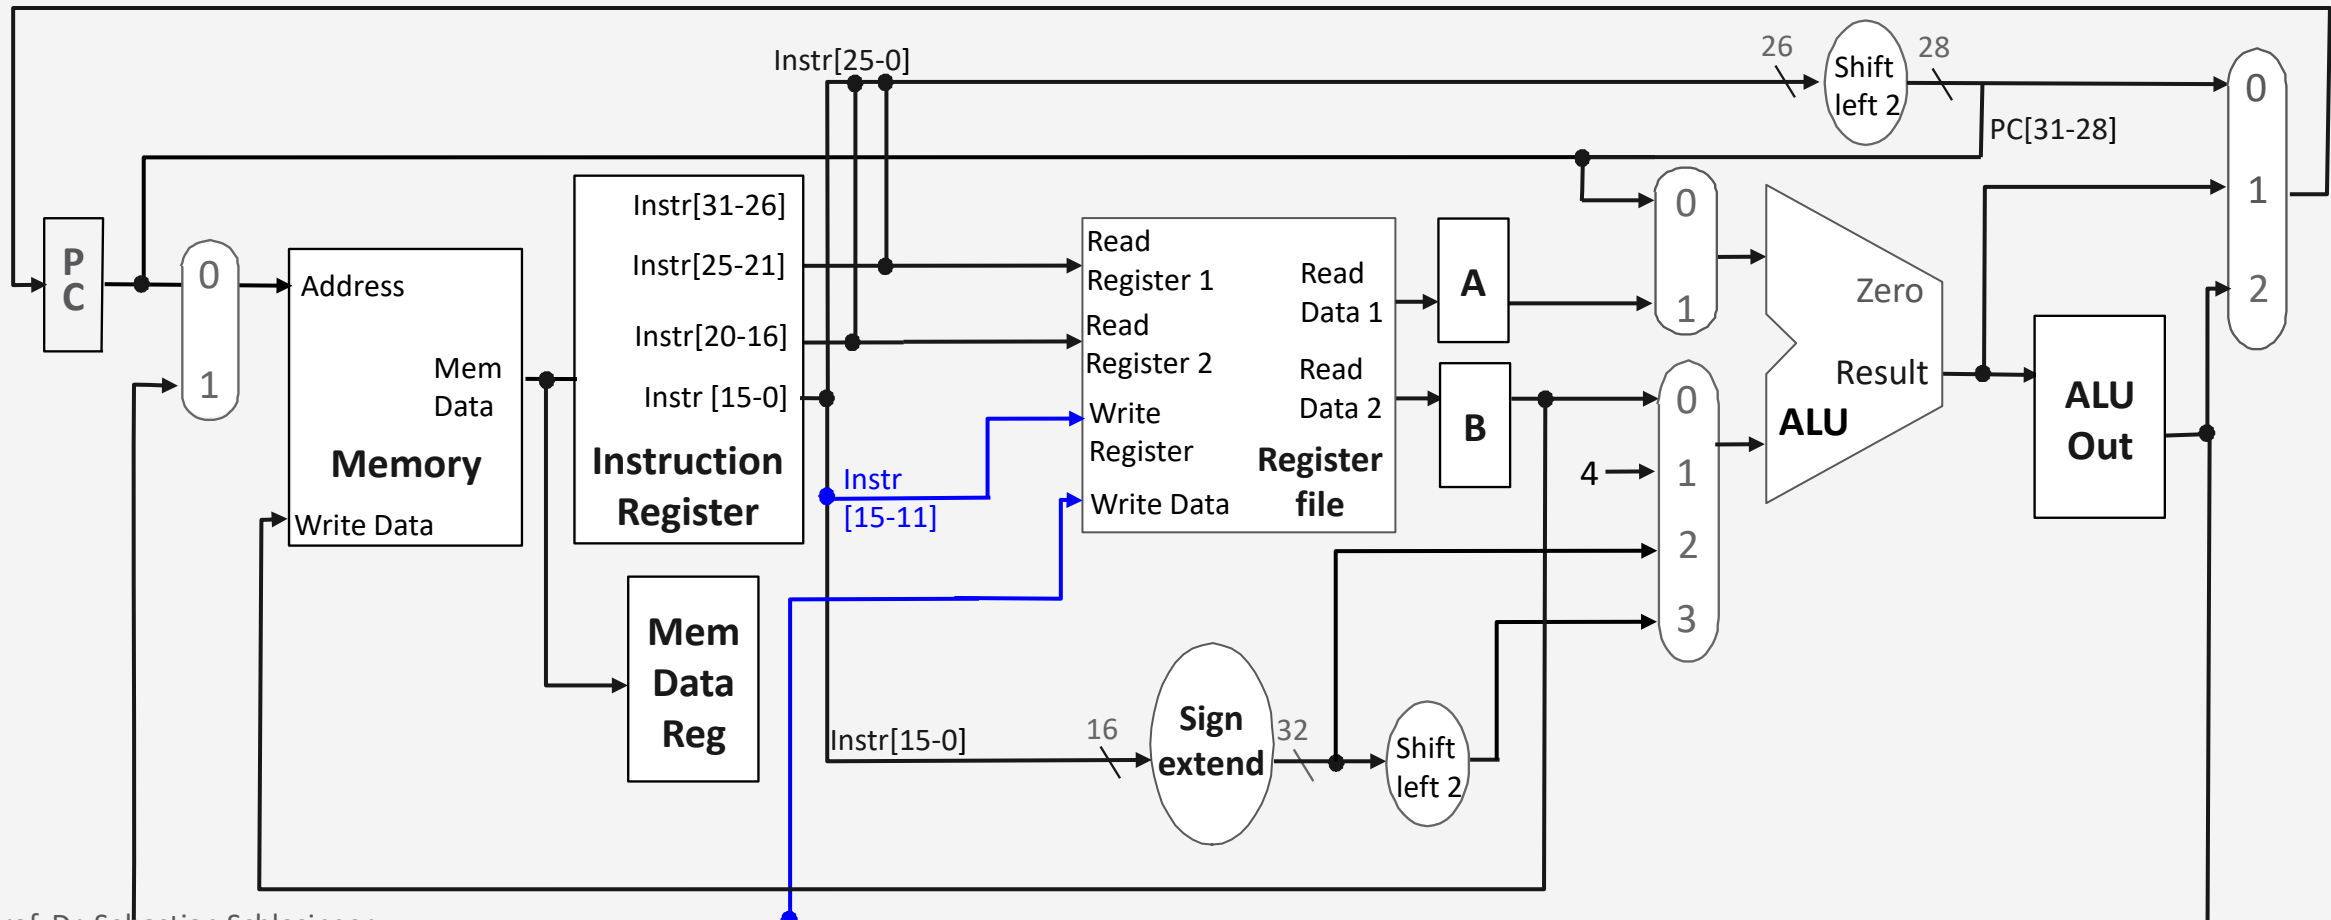 Instr[25-0]
26
Shift
left 2
28
0
PC[31-28]
1
2
P
C
0
1
Address
Mem
Data
Memory
Write Data
Instr[31-26]
Instr[25-21]
Instr[20-16]
Instr [15-0]
Instruction
Register
Mem
Data
Reg
Instr
[15-11]
Instr[15-0]
Read
Register 1
Read
Register 2
Write
Register
Write Data
Read
Data 1
Read
Data 2
Register
file
A
B
0
1
0
4
1
2
3
Zero
Result
ALU
ALU
Out
16
Sign
extend
32
Shift
left 2